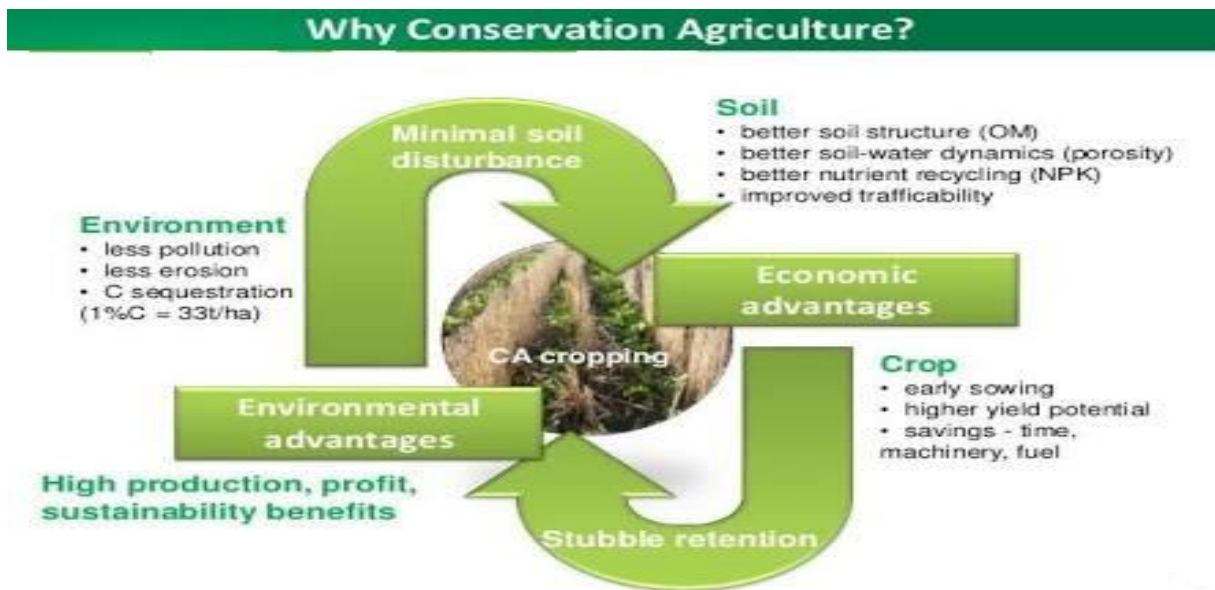 Why Conservation Agriculture?
Minimal soil
disturbance
Soil
• better soil structure (OM)
• better soil-water dynamics (porosity)
• better nutrient recycling (NPK)
• improved trafficability
Environment
• less pollution
• less erosion
• C sequestration
(1%C = 33t/ha)
Economic
advantages
CA cropping
Crop
• early sowing
• higher yield potential
• savings - time,
machinery, fuel
Environmental
advantages
High production, profit,
sustainability benefits
Stubble retention